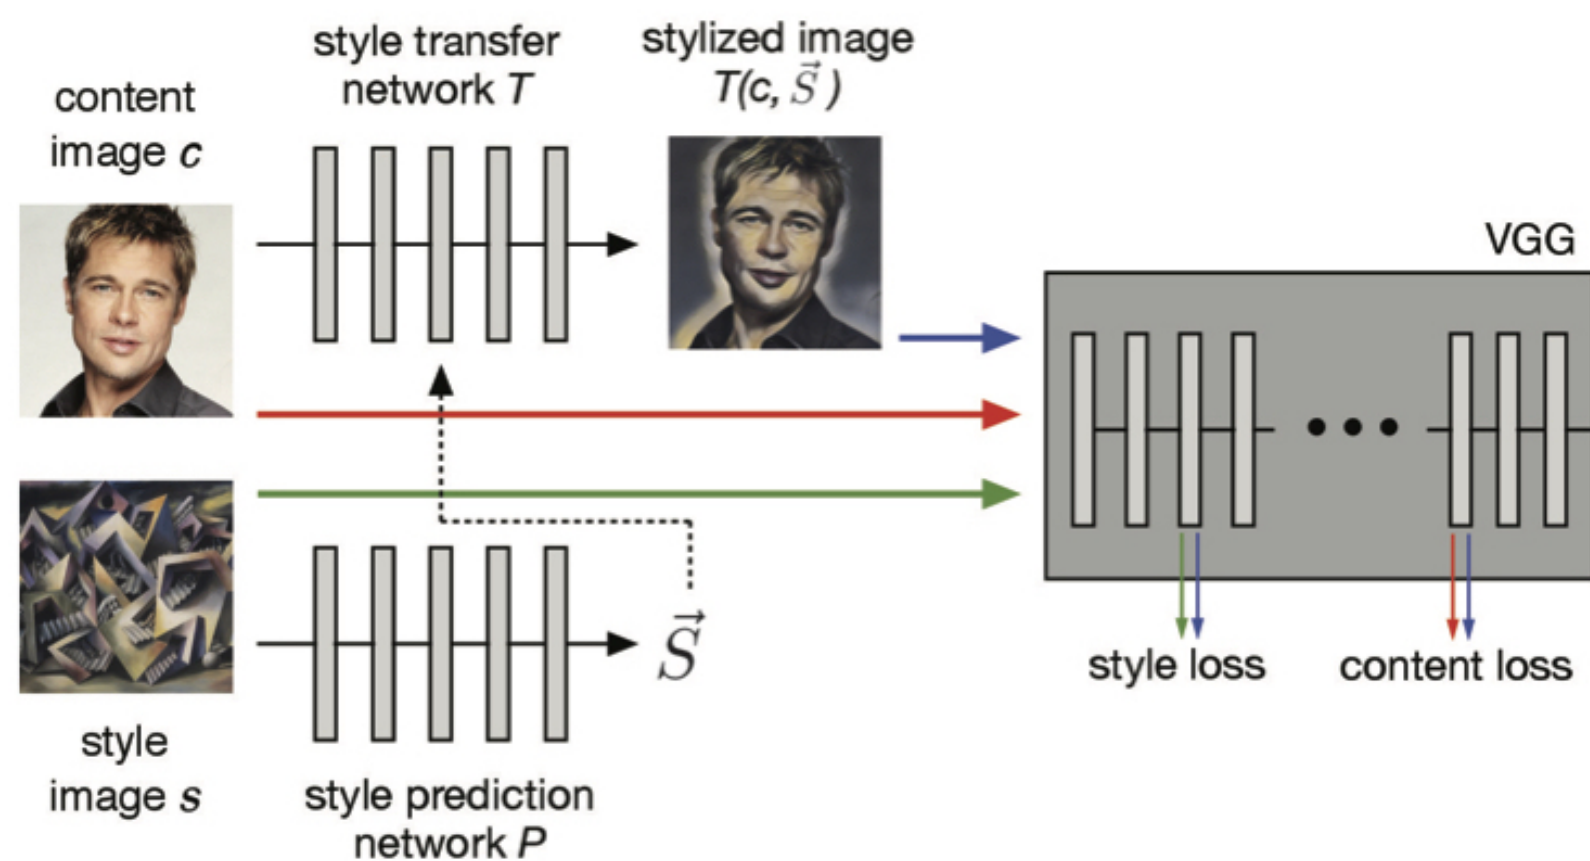 content
image c
style transfer
network T
stylized image
T(c, S⃗ )
VGG
style loss
content loss
S⃗
style
image s
style prediction
network P